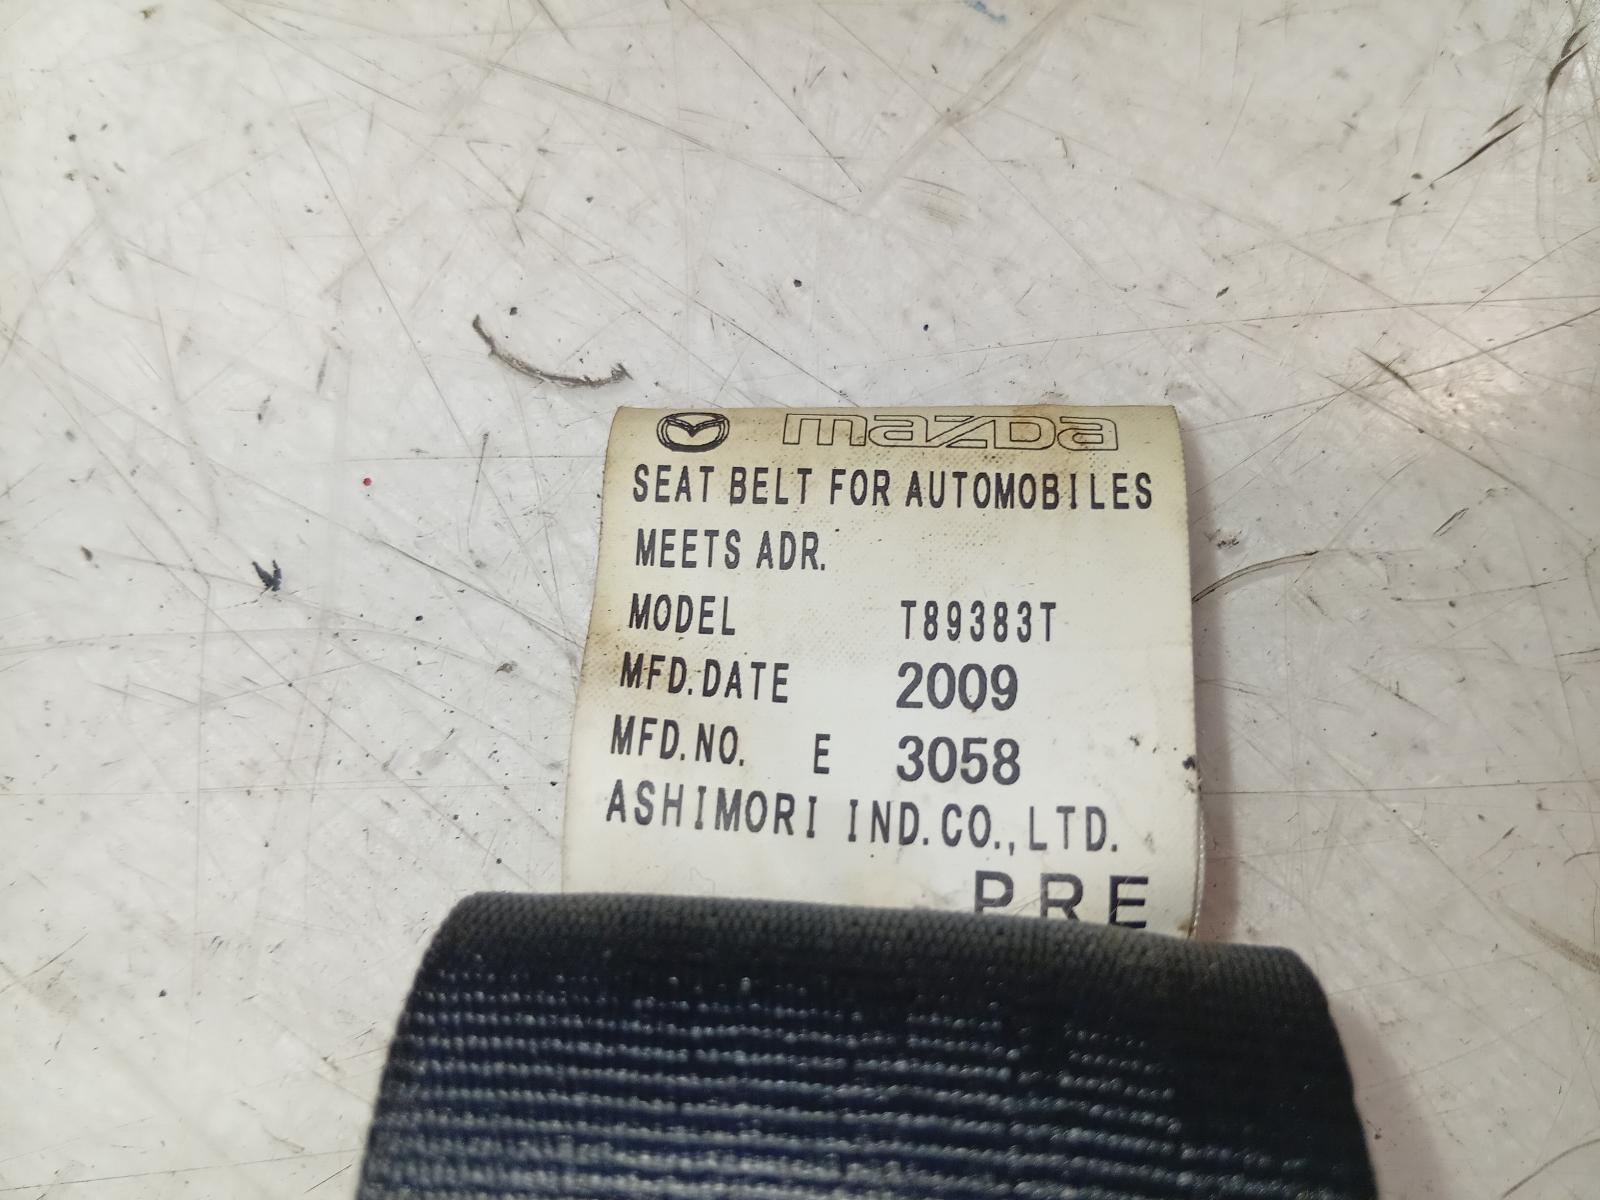 mazda
SEAT BELT FOR AUTOMOBILES
MEETS ADR.
MODEL T89383T
MFD.DATE 2009
MFD.NO. E 3058
ASHIMORI IND.CO.,LTD.
PRE